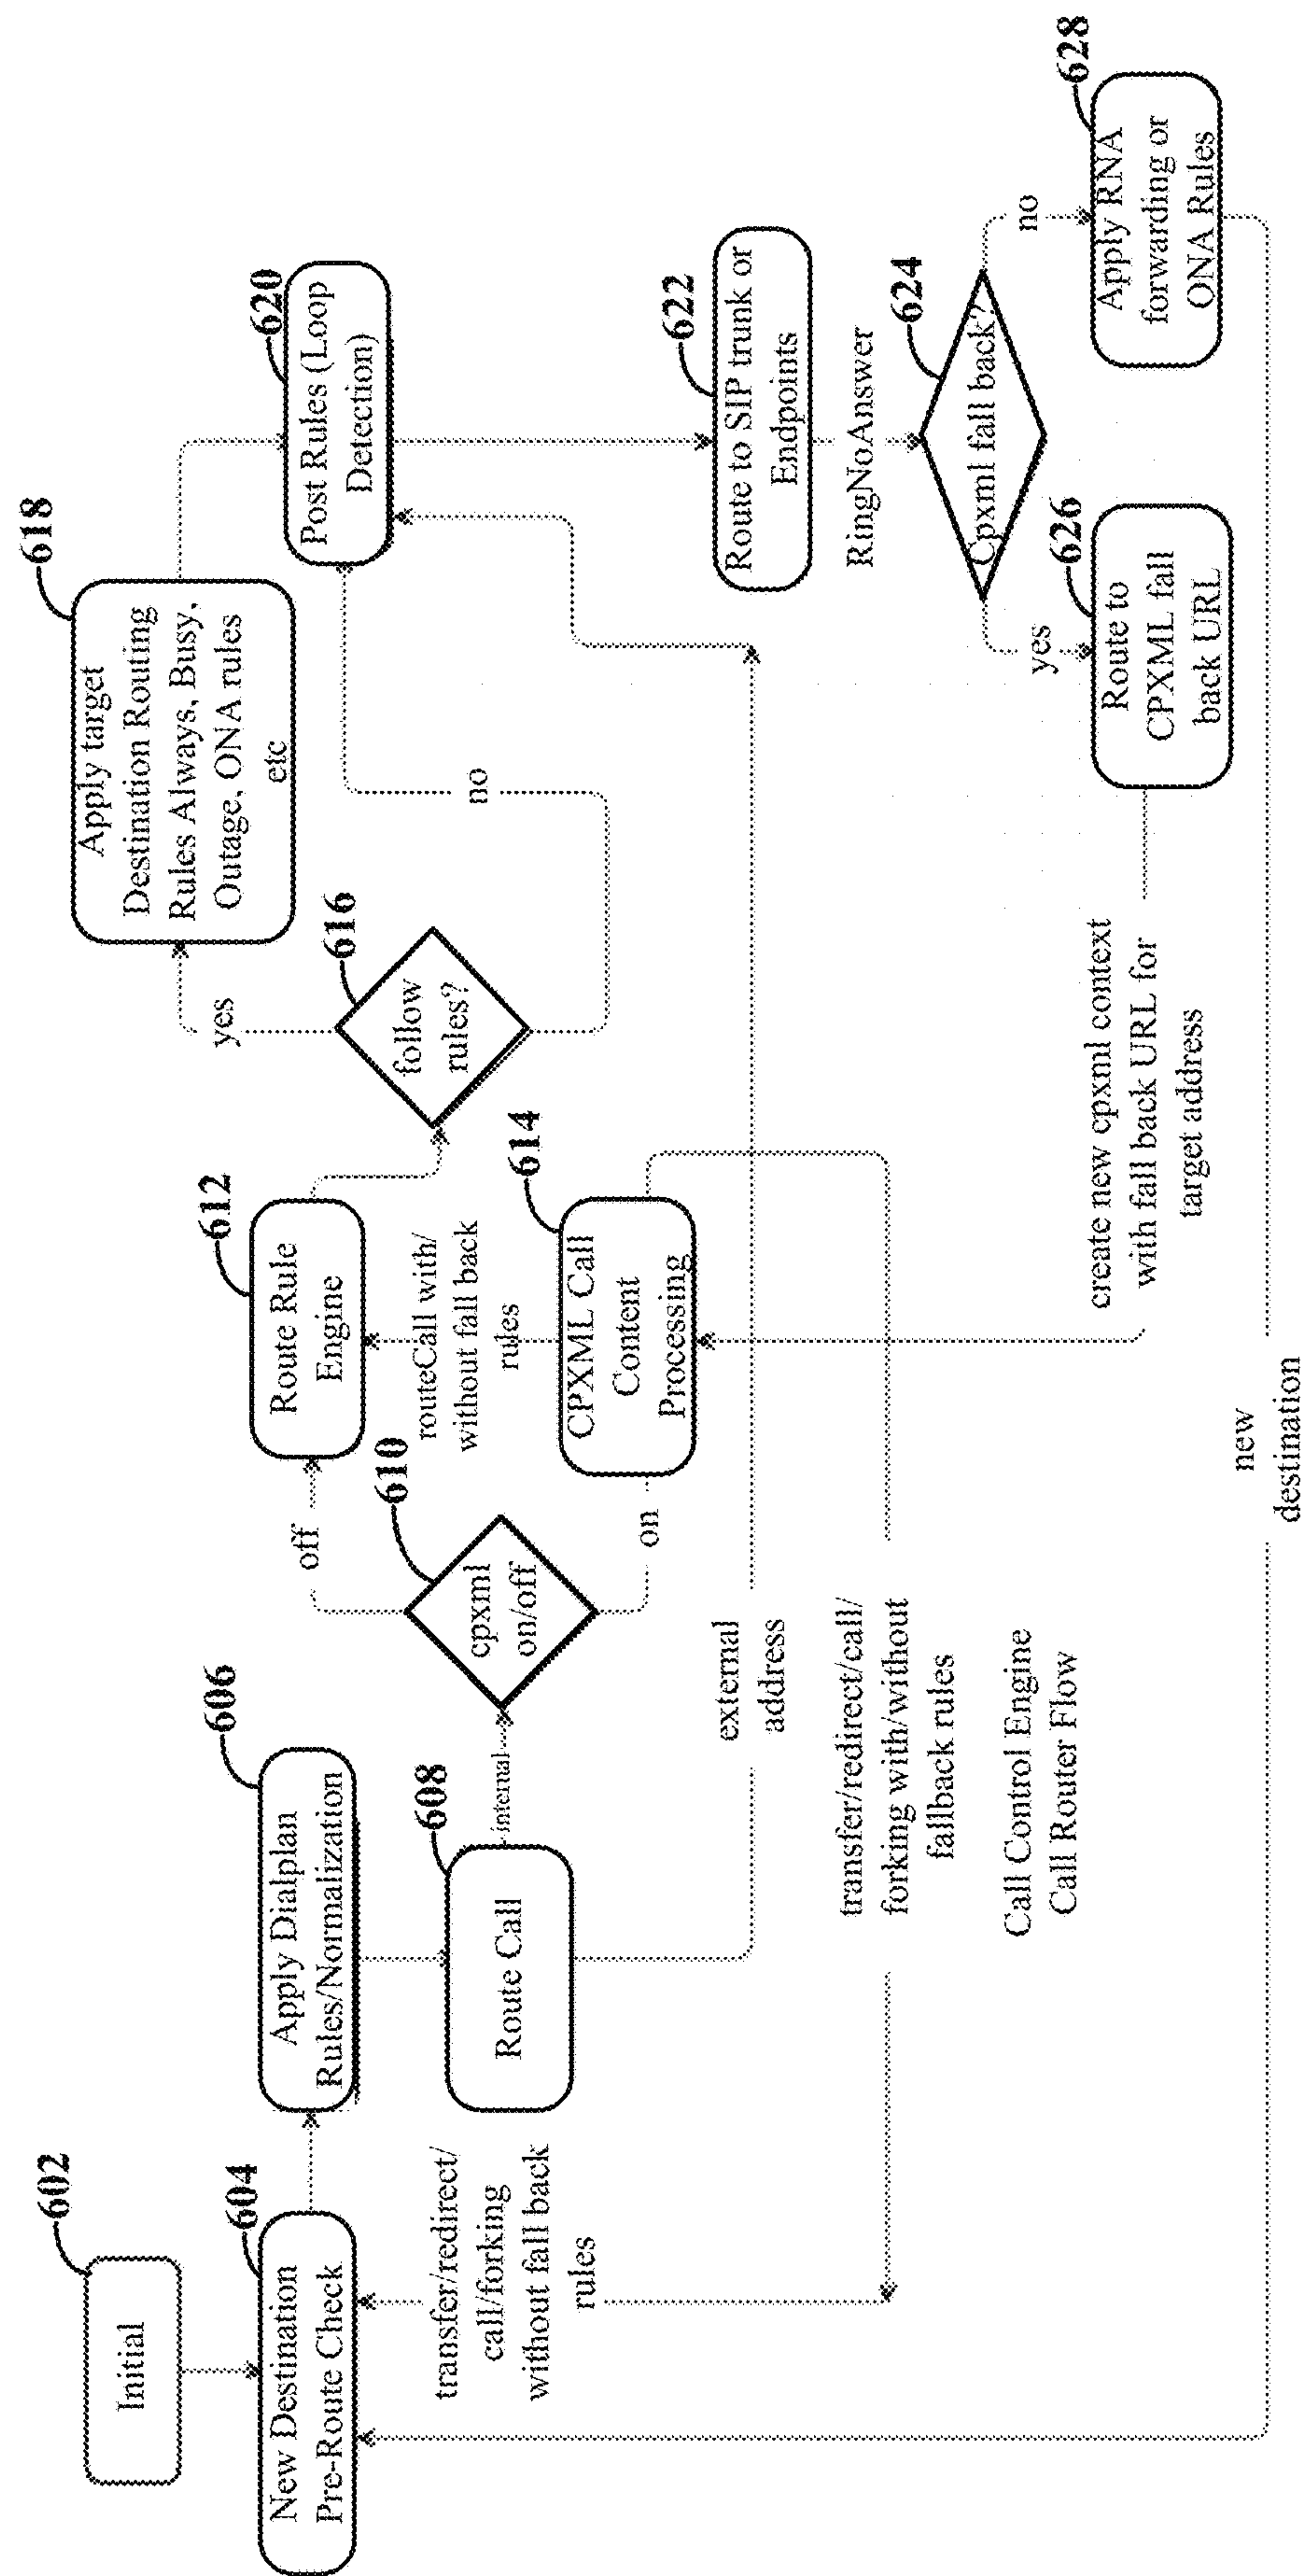 602
Initial
604
New Destination
Pre-Route Check
606
Apply Dialplan
Rules/Normalization
608
Route Call
internal
610
cpxml
on/off
off
on
612
Route Rule
Engine
routeCall with/
without fall back
rules
614
CPXML Call
Content
Processing
616
follow
rules?
yes
no
618
Apply target
Destination Routing
Rules Always, Busy,
Outage, ONA rules
etc
620
Post Rules (Loop
Detection)
622
Route to SIP trunk or
Endpoints
RingNoAnswer
624
Cpxml fall back?
yes
no
626
Route to
CPXML fall
back URL
628
Apply RNA
forwarding or
ONA Rules
transfer/redirect/
call/forking
without fall back
rules
external
address
transfer/redirect/call/
forking with/without
fallback rules
create new cpxml context
with fall back URL for
target address
new
destination
Call Control Engine
Call Router Flow